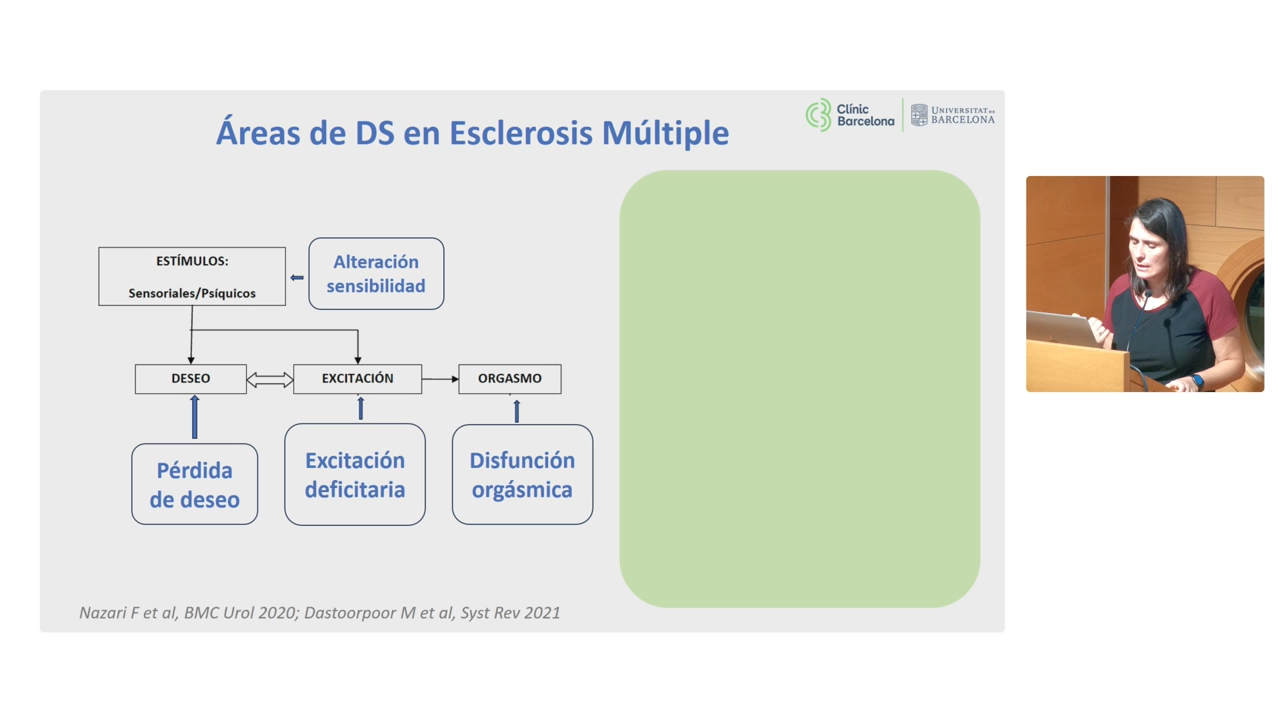 Áreas de DS en Esclerosis Múltiple
Clínic
Barcelona
UNIVERSITAT DE
BARCELONA
ESTÍMULOS:
Sensoriales/Psíquicos
Alteración
sensibilidad
DESEO
EXCITACIÓN
ORGASMO
Pérdida
de deseo
Excitación
deficitaria
Disfunción
orgásmica
Nazari F et al, BMC Urol 2020; Dastoorpoor M et al, Syst Rev 2021